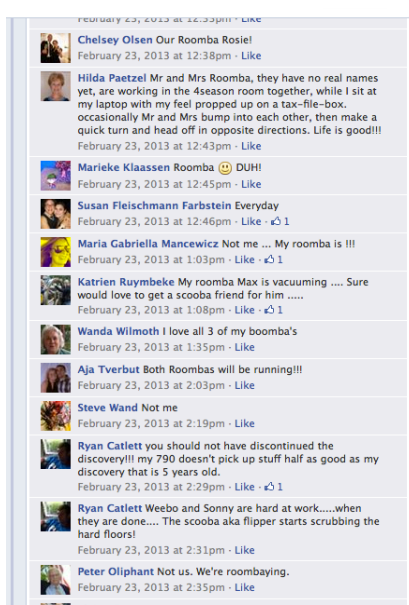 February 23, 2013 at 12:33pm · Like
Chelsey Olsen Our Roomba Rosie!
February 23, 2013 at 12:38pm · Like
Hilda Paetzel Mr and Mrs Roomba, they have no real names
yet, are working in the 4season room together, while I sit at
my laptop with my feel propped up on a tax-file-box.
occasionally Mr and Mrs bump into each other, then make a
quick turn and head off in opposite directions. Life is good!!!
February 23, 2013 at 12:43pm · Like
Marieke Klaassen Roomba 🙂 DUH!
February 23, 2013 at 12:45pm · Like
Susan Fleischmann Farbstein Everyday
February 23, 2013 at 12:46pm · Like · 1
Maria Gabriella Mancewicz Not me ... My roomba is !!!
February 23, 2013 at 1:03pm · Like · 1
Katrien Ruymbeke My roomba Max is vacuuming .... Sure
would love to get a scooba friend for him .....
February 23, 2013 at 1:08pm · Like · 1
Wanda Wilmoth I love all 3 of my boomba's
February 23, 2013 at 1:35pm · Like
Aja Tverbut Both Roombas will be running!!!
February 23, 2013 at 2:03pm · Like
Steve Wand Not me
February 23, 2013 at 2:19pm · Like
Ryan Catlett you should not have discontinued the
discovery!!! my 790 doesn't pick up stuff half as good as my
discovery that is 5 years old.
February 23, 2013 at 2:29pm · Like · 1
Ryan Catlett Weebo and Sonny are hard at work.....when
they are done.... The scooba aka flipper starts scrubbing the
hard floors!
February 23, 2013 at 2:31pm · Like
Peter Oliphant Not us. We're roombaying.
February 23, 2013 at 2:35pm · Like